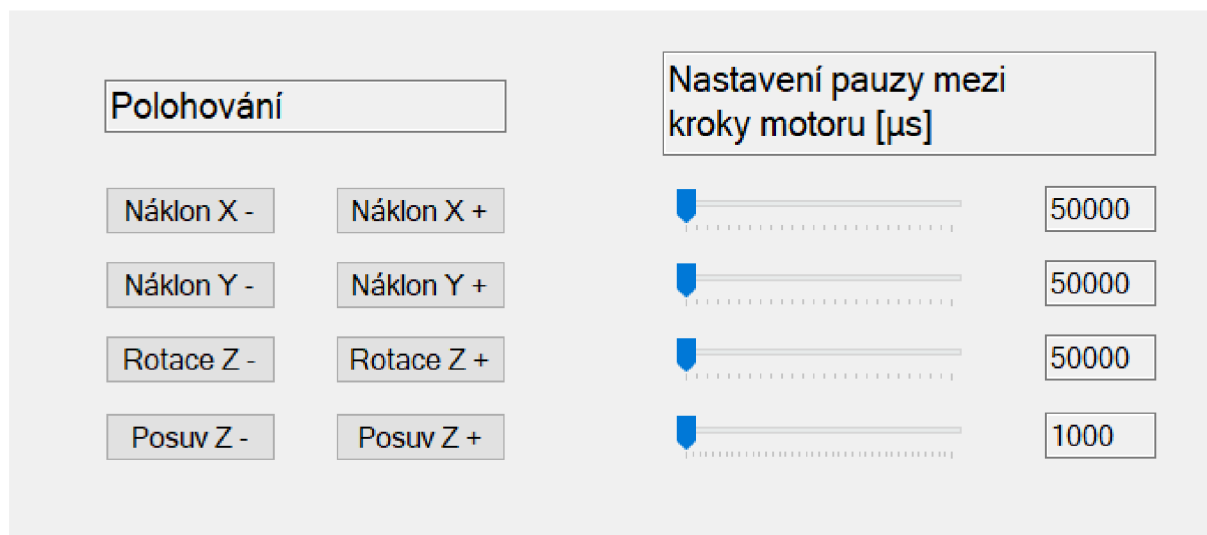 Polohování
Nastavení pauzy mezi
kroky motoru [µs]
Náklon X - Náklon X + 50000
Náklon Y - Náklon Y + 50000
Rotace Z - Rotace Z + 50000
Posuv Z - Posuv Z + 1000